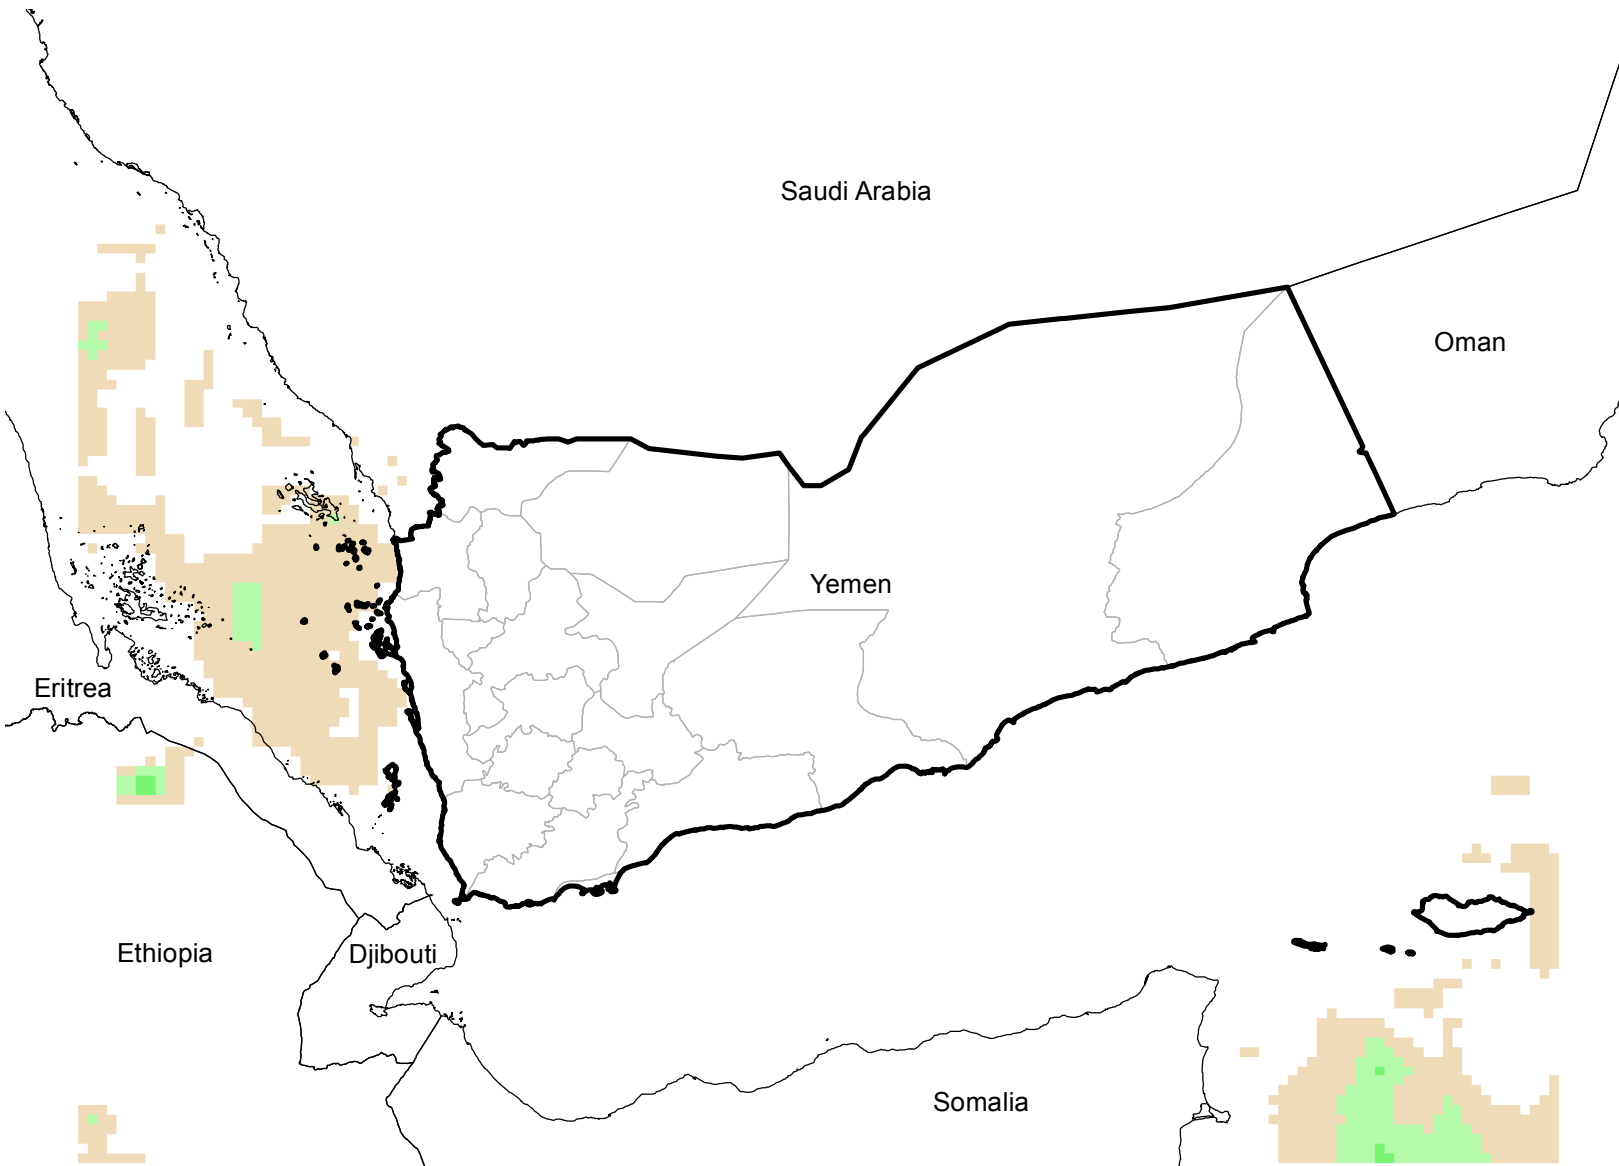 Saudi Arabia
Oman
Yemen
Eritrea
Ethiopia
Djibouti
Somalia